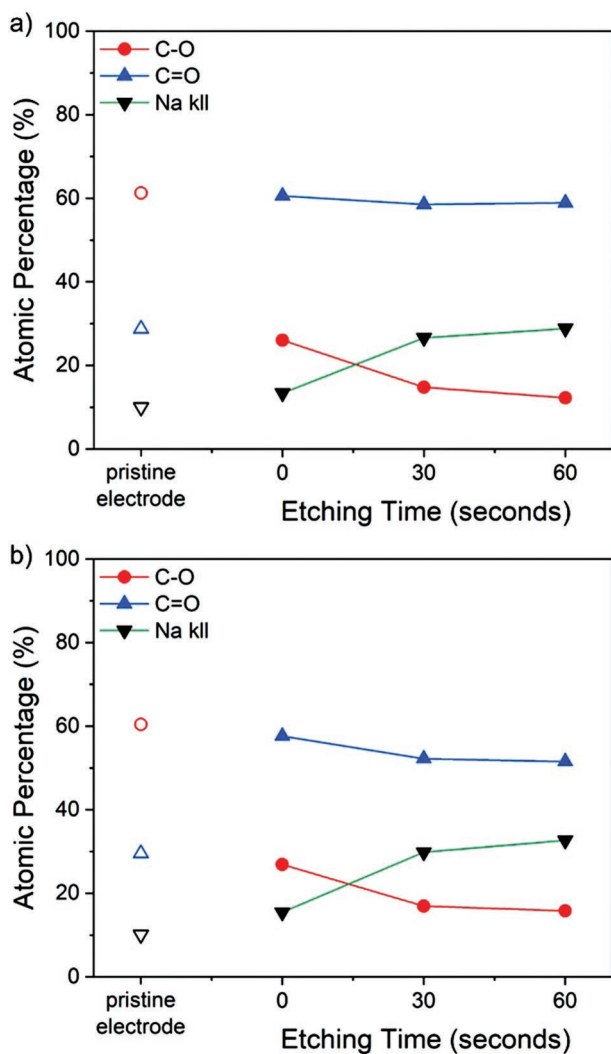 a)
100
80
60
40
20
0
Atomic Percentage (%)
C-O
C=O
Na kll
pristine
electrode
0 30 60
Etching Time (seconds)
b)
100
80
60
40
20
0
Atomic Percentage (%)
C-O
C=O
Na kll
pristine
electrode
0 30 60
Etching Time (seconds)